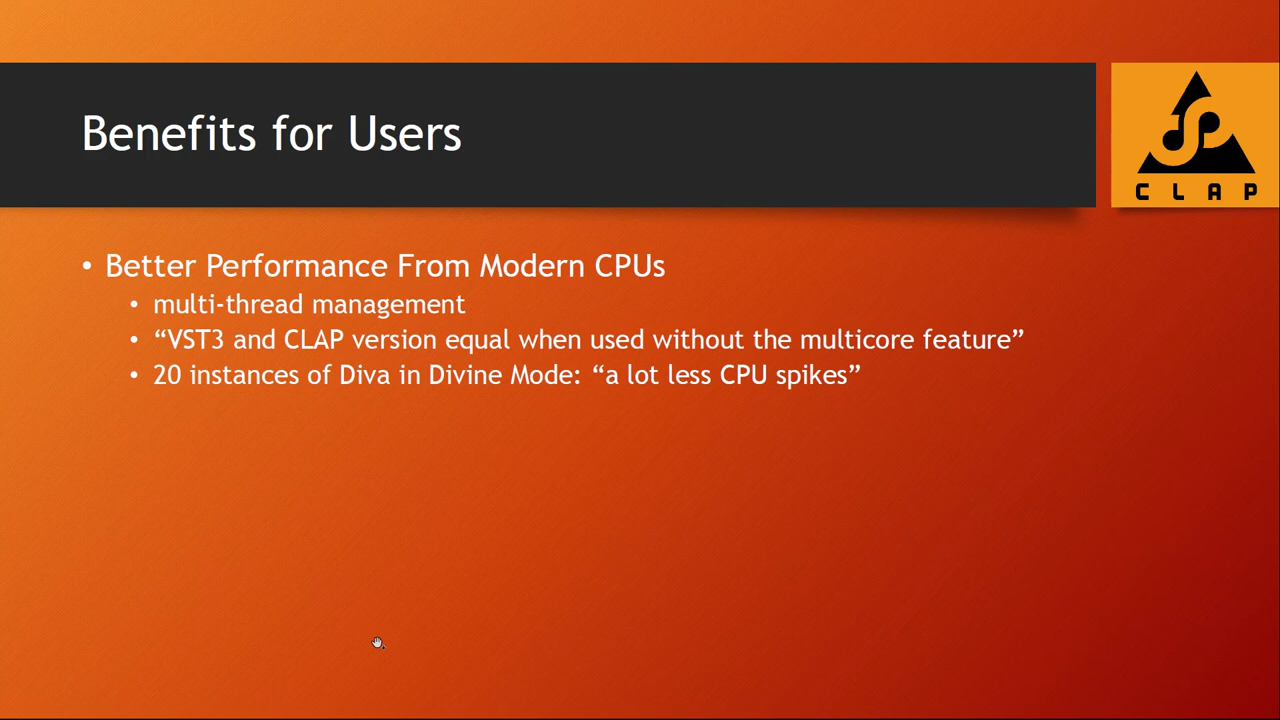 Benefits for Users
CLAP
• Better Performance From Modern CPUs
• multi-thread management
• “VST3 and CLAP version equal when used without the multicore feature”
• 20 instances of Diva in Divine Mode: “a lot less CPU spikes”